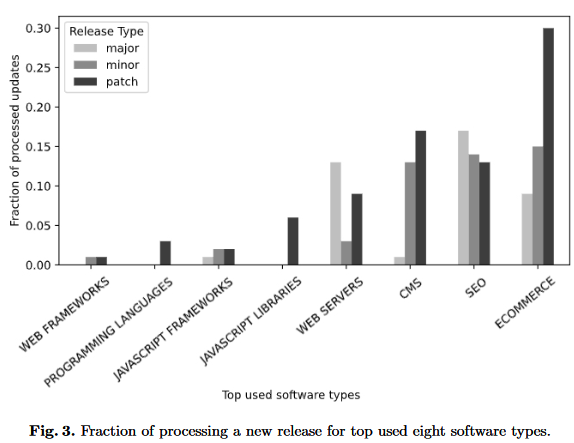 Release Type
major
minor
patch
Fraction of processed updates
0.30
0.25
0.20
0.15
0.10
0.05
0.00
WEB FRAMEWORKS
PROGRAMMING LANGUAGES
JAVASCRIPT FRAMEWORKS
JAVASCRIPT LIBRARIES
WEB SERVERS
CMS
SEO
ECOMMERCE
Top used software types
Fig. 3. Fraction of processing a new release for top used eight software types.